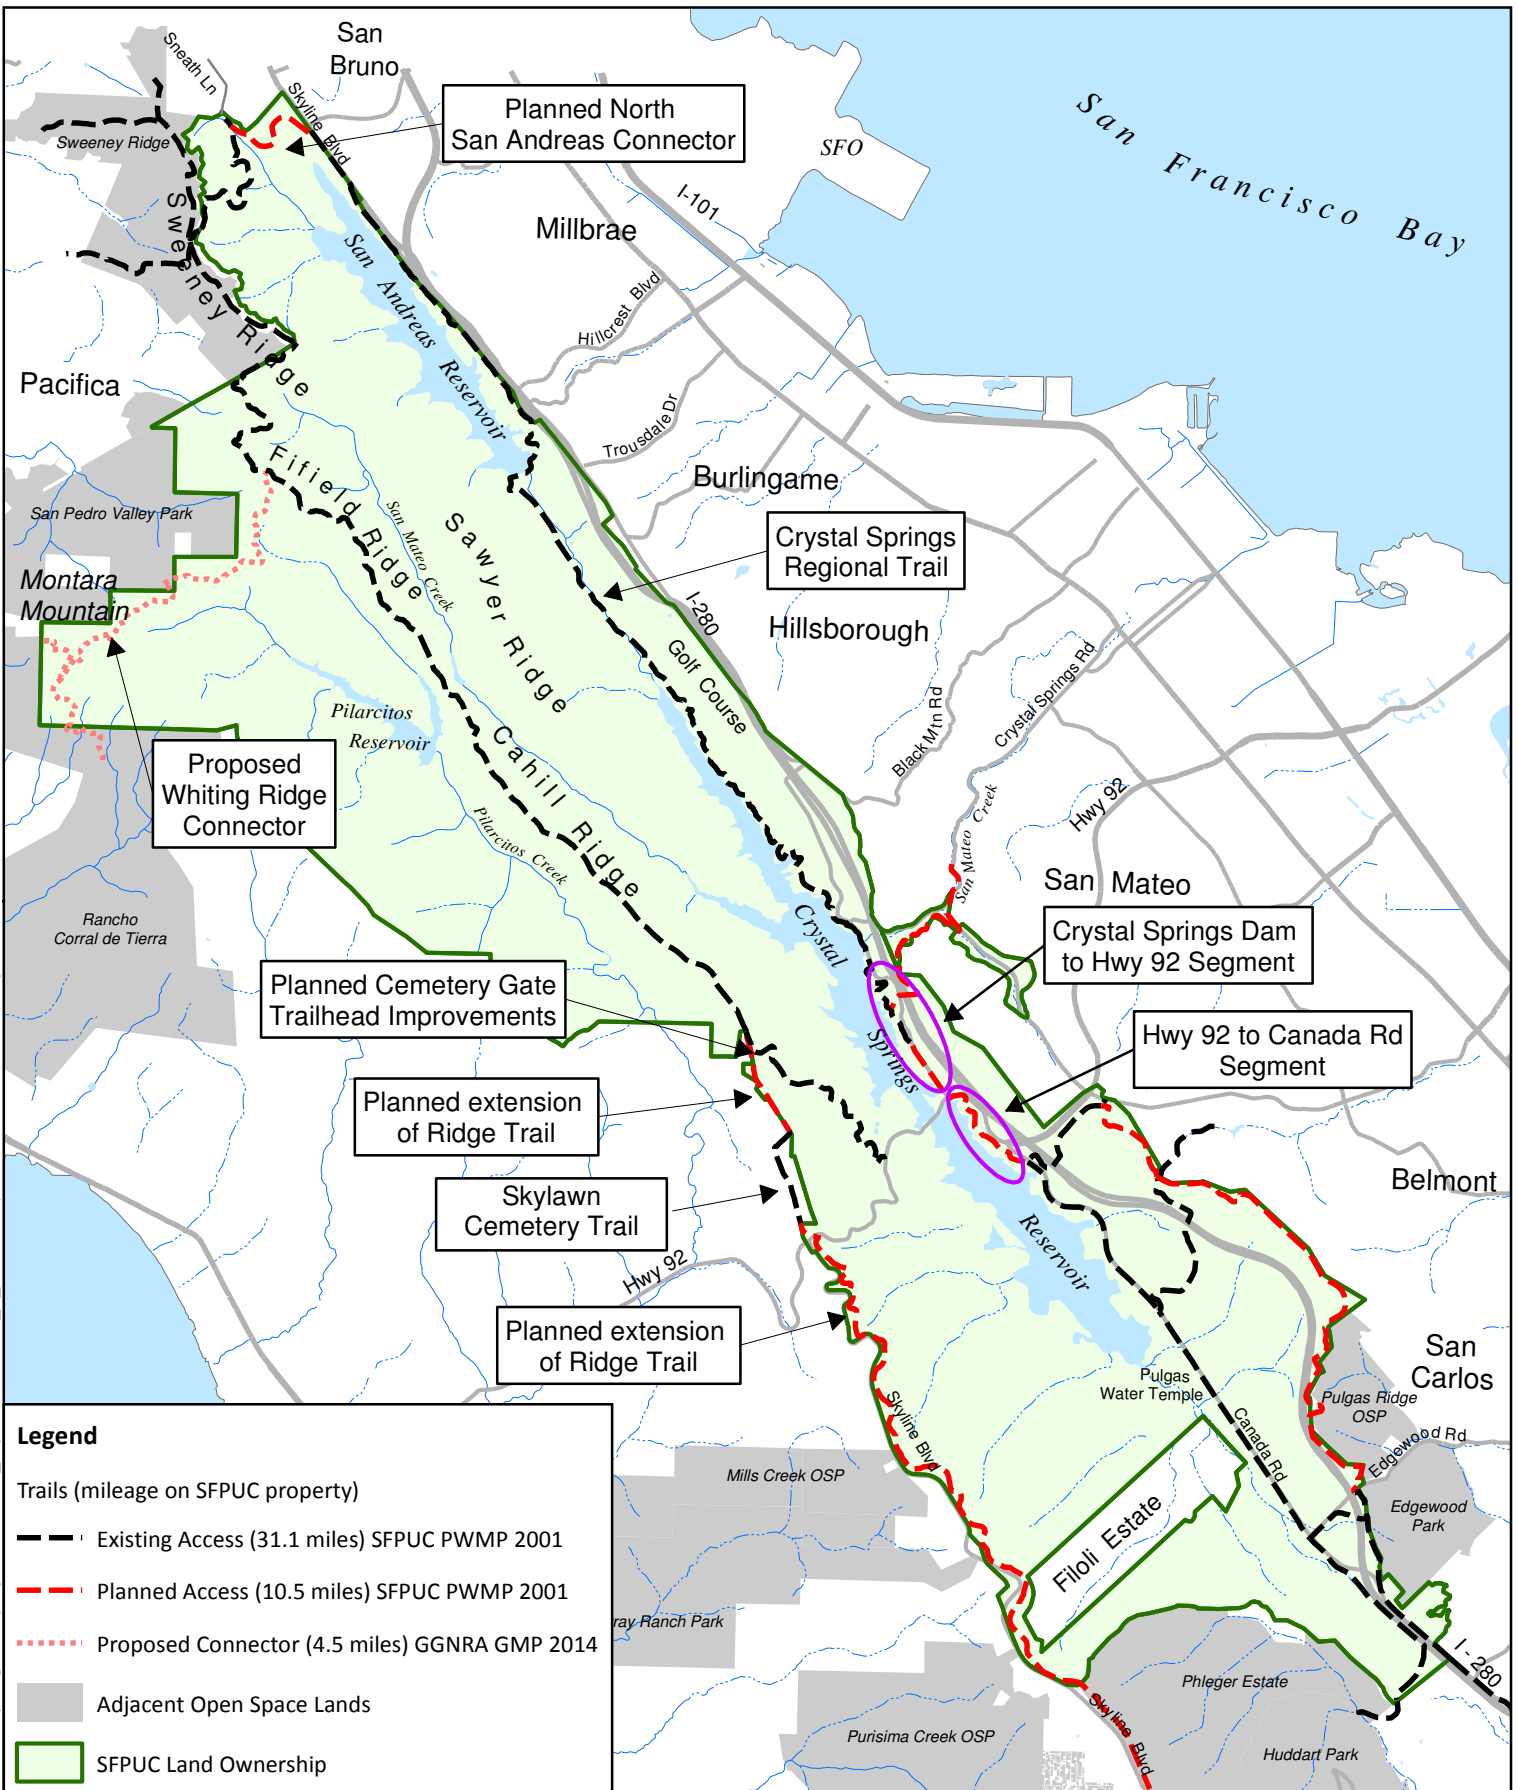 San
Bruno
Sneath Ln
Skyline Blvd
Planned North
San Andreas Connector
SFO
San Francisco Bay
Sweeney Ridge
Sweeney Ridge
I-101
Millbrae
San Andreas Reservoir
Hillcrest Blvd
Pacifica
Trousdale Dr
Burlingame
Fifield Ridge
San Mateo Creek
Sawyer Ridge
San Pedro Valley Park
Crystal Springs
Regional Trail
Montara
Mountain
I-280
Hillsborough
Golf Course
Black Mtn Rd
Crystal Springs Rd
Pilarcitos
Reservoir
Cahill Ridge
Proposed
Whiting Ridge
Connector
Pilarcitos Creek
Hwy 92
San Mateo Creek
San Mateo
Rancho
Corral de Tierra
Crystal Springs Reservoir
Crystal Springs Dam
to Hwy 92 Segment
Planned Cemetery Gate
Trailhead Improvements
Hwy 92 to Canada Rd
Segment
Planned extension
of Ridge Trail
Belmont
Skylawn
Cemetery Trail
Hwy 92
Planned extension
of Ridge Trail
San
Carlos
Pulgas
Water Temple
Pulgas Ridge
OSP
Skyline Blvd
Canada Rd
Edgewood Rd
Mills Creek OSP
Edgewood
Park
Filoli Estate
ray Ranch Park
I - 280
Phleger Estate
Skyline Blvd
Purisima Creek OSP
Huddart Park
Legend
Trails (mileage on SFPUC property)
Existing Access (31.1 miles) SFPUC PWMP 2001
Planned Access (10.5 miles) SFPUC PWMP 2001
Proposed Connector (4.5 miles) GGNRA GMP 2014
Adjacent Open Space Lands
SFPUC Land Ownership